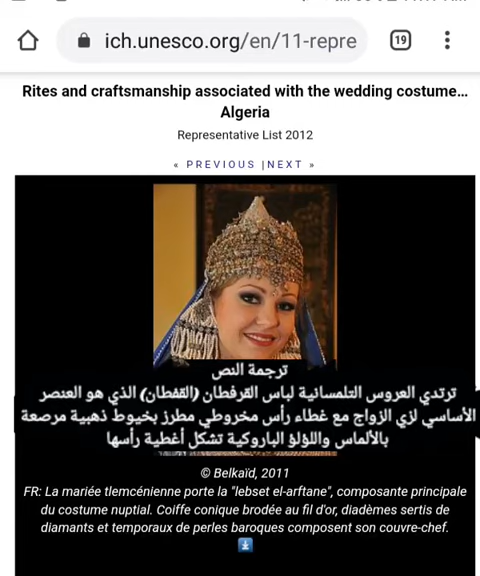 ich.unesco.org/en/11-repre
19
Rites and craftsmanship associated with the wedding costume…
Algeria
Representative List 2012
« PREVIOUS | NEXT »
ترجمة النص
ترتدي العروس التلمسانية لباس القرفطان (القفطان) الذي هو العنصر
الأساسي لزي الزواج مع غطاء رأس مخروطي مطرز بخيوط ذهبية مرصعة
بالألماس واللؤلؤ الباروكية تشكل أغطية رأسها
© Belkaïd, 2011
FR: La mariée tlemcénienne porte la "lebset el-arftane", composante principale
du costume nuptial. Coiffe conique brodée au fil d'or, diadèmes sertis de
diamants et temporaux de perles baroques composent son couvre-chef.